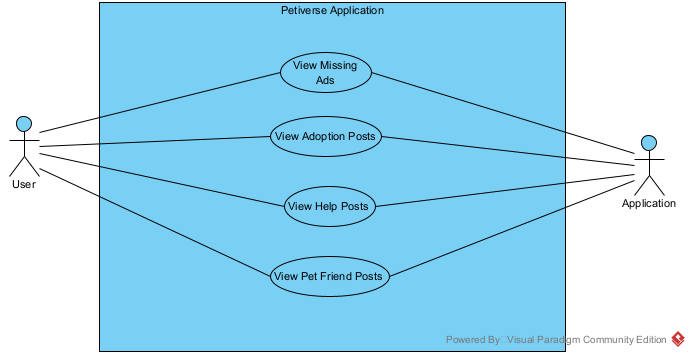 Petiverse Application
View Missing
Ads
View Adoption Posts
User
Application
View Help Posts
View Pet Friend Posts
Powered By: Visual Paradigm Community Edition